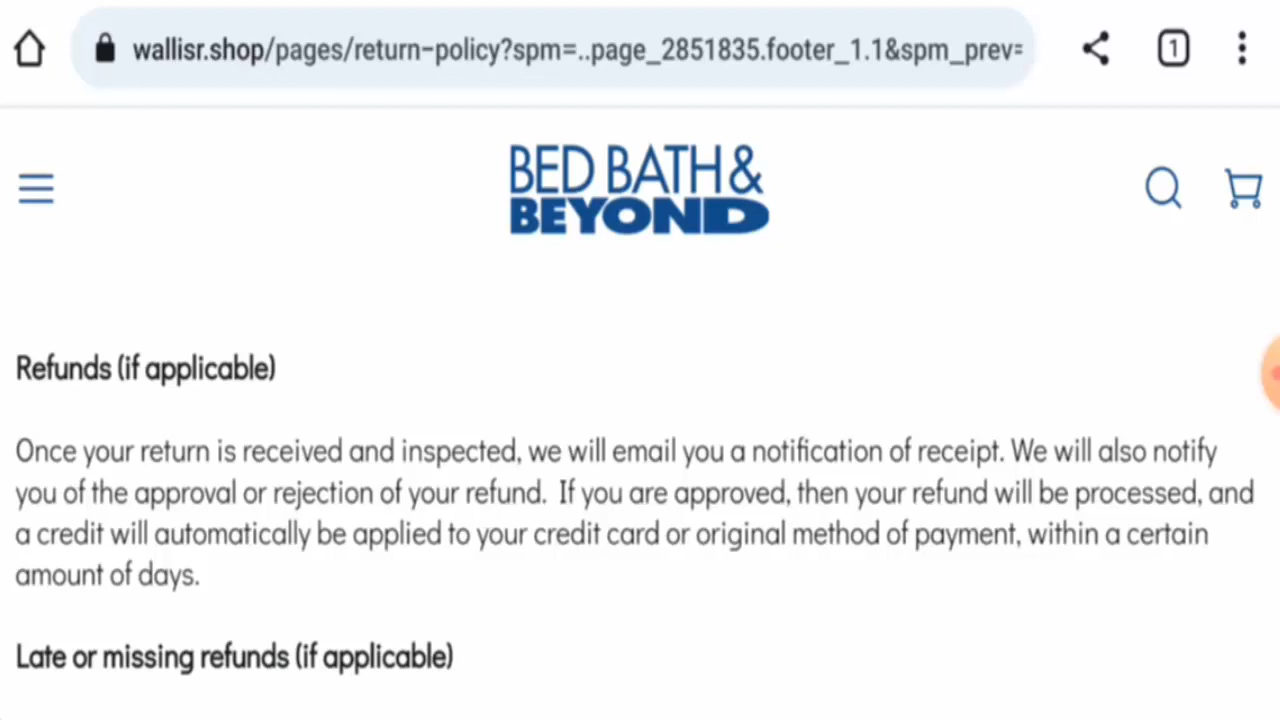 wallisr.shop/pages/return-policy?spm=..page_2851835.footer_1.1&spm_prev=
1
BED BATH &
BEYOND
Refunds (if applicable)
Once your return is received and inspected, we will email you a notification of receipt. We will also notify
you of the approval or rejection of your refund.  If you are approved, then your refund will be processed, and
a credit will automatically be applied to your credit card or original method of payment, within a certain
amount of days.
Late or missing refunds (if applicable)